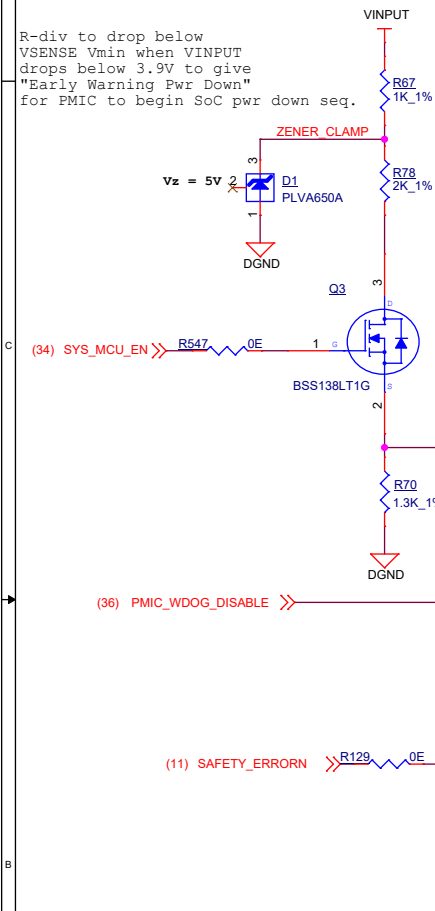 VINPUT
R-div to drop below
VSENSE Vmin when VINPUT
drops below 3.9V to give
"Early Warning Pwr Down"
for PMIC to begin SoC pwr down seq.
R67
1K_1%
ZENER_CLAMP
3
Vz = 5V
2
D1
PLVA650A
1
R78
2K_1%
DGND
Q3
3
D
C
(34) SYS_MCU_EN
R547
0E
1
G
BSS138LT1G
S
2
R70
1.3K_1%
DGND
(36) PMIC_WDOG_DISABLE
(11) SAFETY_ERRORN
R129
0E
B